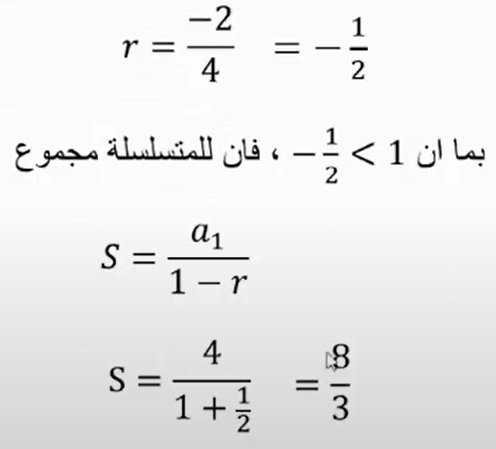 r = -2/4 = -1/2
بما ان -1/2 < 1 ، فان للمتسلسلة مجموع
S = a₁/(1 - r)
S = 4/(1 + 1/2) = 8/3